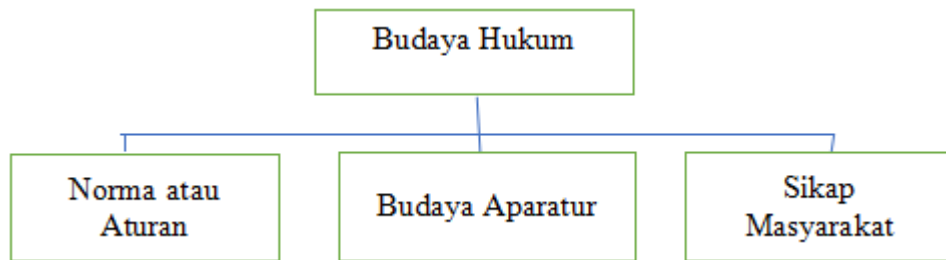 Budaya Hukum
Norma atau
Aturan
Budaya Aparatur
Sikap
Masyarakat